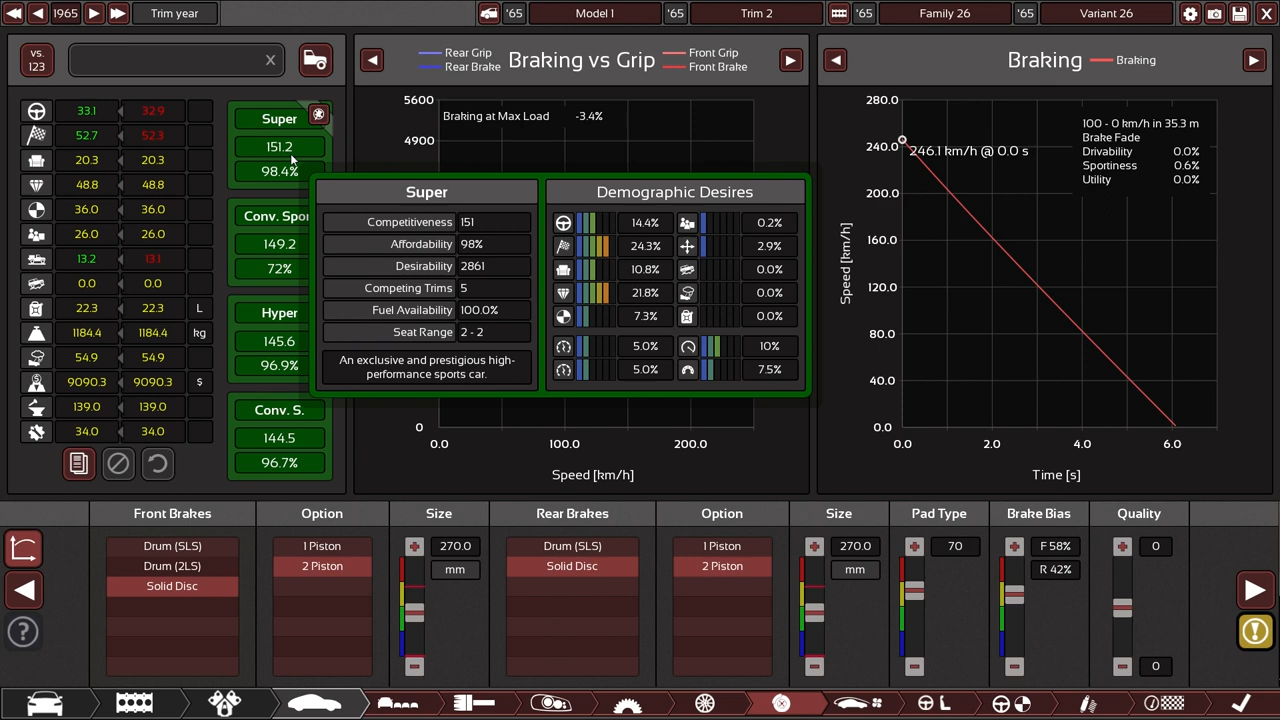 1965 Trim year '65 Model 1 '65 Trim 2 '65 Family 26 '65 Variant 26
vs. 123 X
33.1 32.9
52.7 52.3
20.3 20.3
48.8 48.8
36.0 36.0
26.0 26.0
13.2 13.1
0.0 0.0
22.3 22.3 L
1184.4 1184.4 kg
54.9 54.9
9090.3 9090.3 $
139.0 139.0
34.0 34.0
Super
151.2
98.4%
Conv. Spo
149.2
72%
Hyper
145.6
96.9%
Conv. S.
144.5
96.7%
Rear Grip
Rear Brake
Braking vs Grip
Front Grip
Front Brake
5600
4900
0
Braking at Max Load -3.4%
0.0 100.0 200.0
Speed [km/h]
Super
Competitiveness 151
Affordability 98%
Desirability 2861
Competing Trims 5
Fuel Availability 100.0%
Seat Range 2 - 2
An exclusive and prestigious high-
performance sports car.
Demographic Desires
14.4% 0.2%
24.3% 2.9%
10.8% 0.0%
21.8% 0.0%
7.3% 0.0%
5.0% 10%
5.0% 7.5%
Braking Braking
280.0
240.0
200.0
160.0
120.0
80.0
40.0
0.0
Speed [km/h]
246.1 km/h @ 0.0 s
100 - 0 km/h in 35.3 m
Brake Fade
Drivability 0.0%
Sportiness 0.6%
Utility 0.0%
0.0 2.0 4.0 6.0
Time [s]
Front Brakes
Drum (SLS)
Drum (2LS)
Solid Disc
Option
1 Piston
2 Piston
Size
270.0
mm
Rear Brakes
Drum (SLS)
Solid Disc
Option
1 Piston
2 Piston
Size
270.0
mm
Pad Type
70
Brake Bias
F 58%
R 42%
Quality
0
0
?